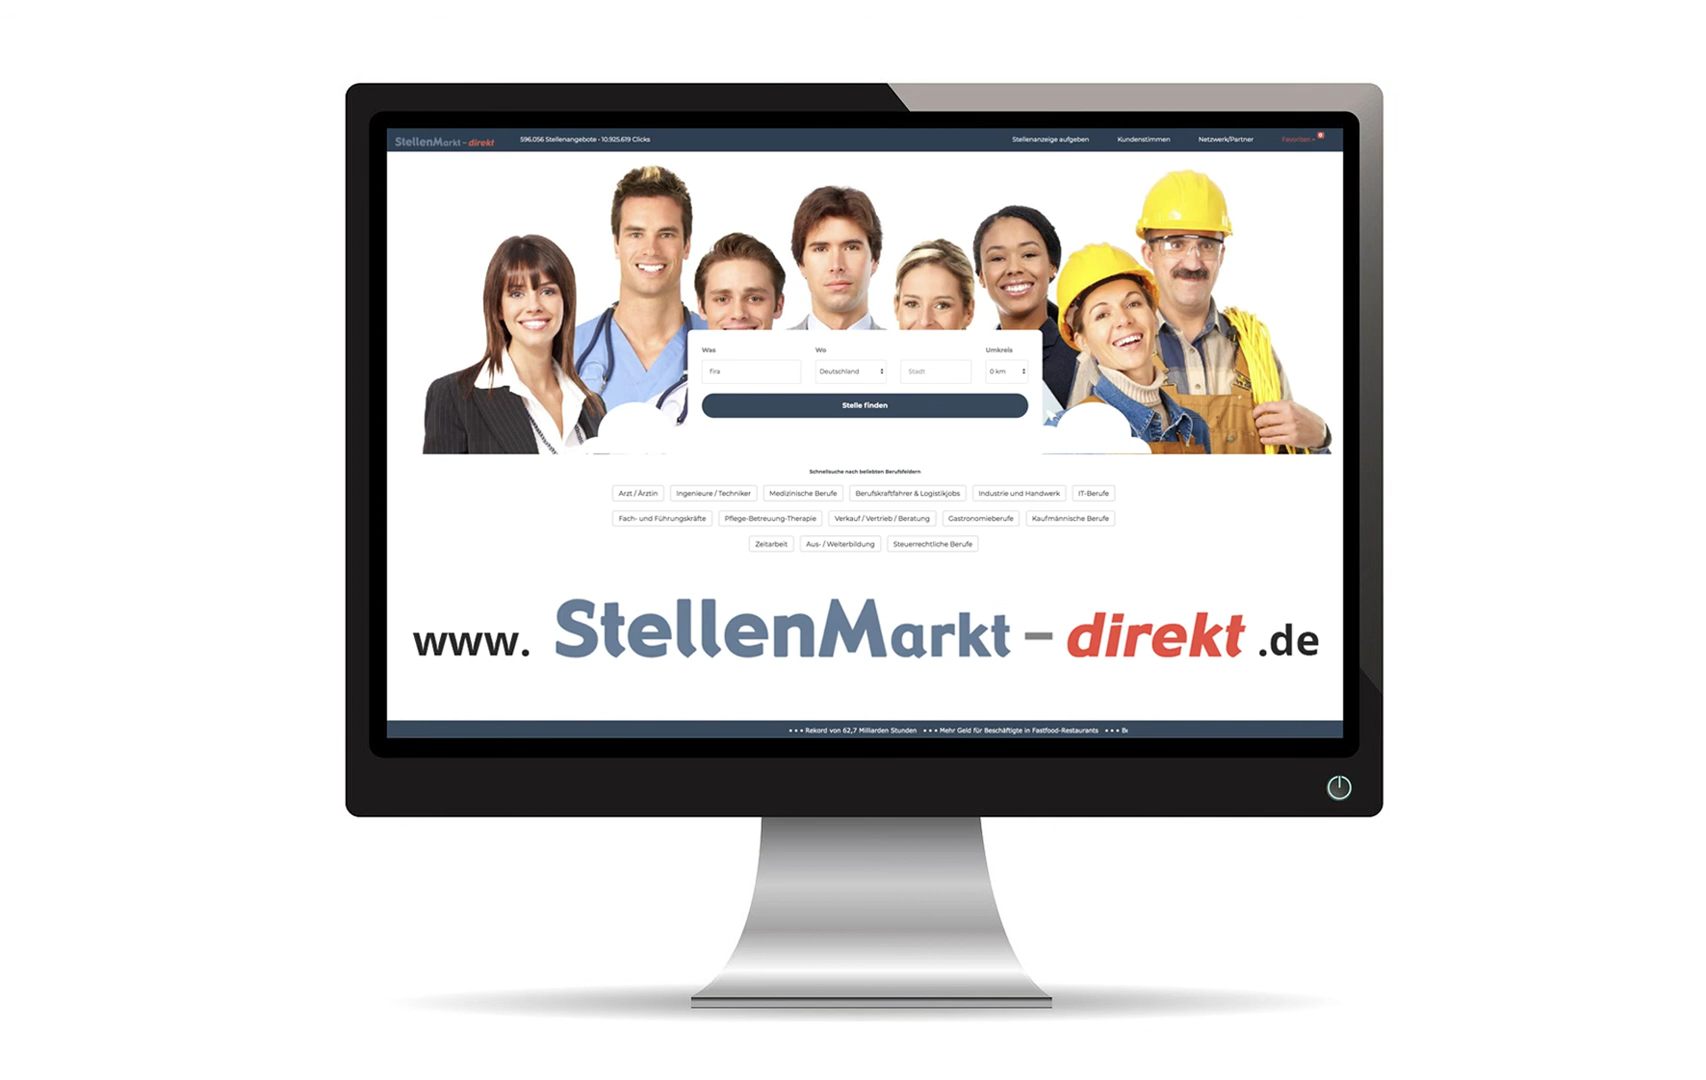 StellenMarkt - direkt 596.056 Stellenangebote • 10.925.619 Clicks Stellenanzeige aufgeben Kundenstimmen Netzwerk/Partner Favoriten
Was Wo Umkreis
fira Deutschland Stadt 0 km
Stelle finden
Schnellsuche nach beliebten Berufsfeldern
Arzt / Ärztin Ingenieure / Techniker Medizinische Berufe Berufskraftfahrer & Logistikjobs Industrie und Handwerk IT-Berufe
Fach- und Führungskräfte Pflege-Betreuung-Therapie Verkauf / Vertrieb / Beratung Gastronomieberufe Kaufmännische Berufe
Zeitarbeit Aus- / Weiterbildung Steuerrechtliche Berufe
www. StellenMarkt - direkt .de
• • • Rekord von 62,7 Milliarden Stunden • • • Mehr Geld für Beschäftigte in Fastfood-Restaurants • • •